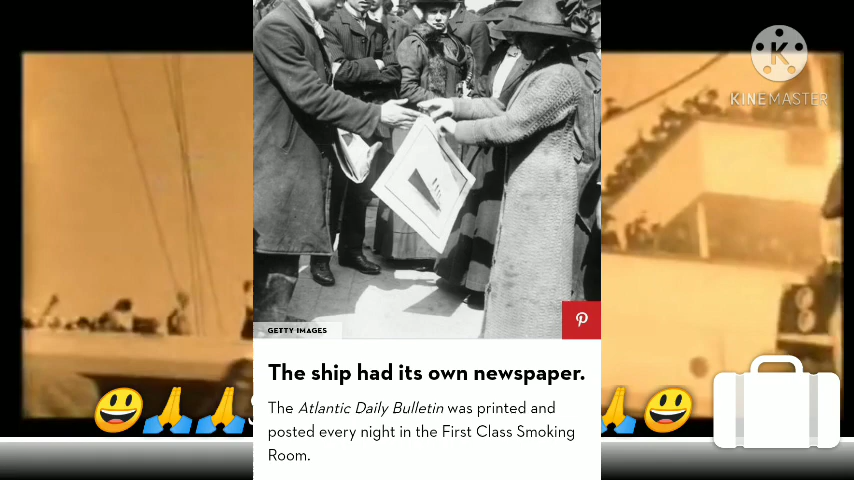 K
KINEMASTER
GETTY IMAGES
The ship had its own newspaper.
The Atlantic Daily Bulletin was printed and
posted every night in the First Class Smoking
Room.